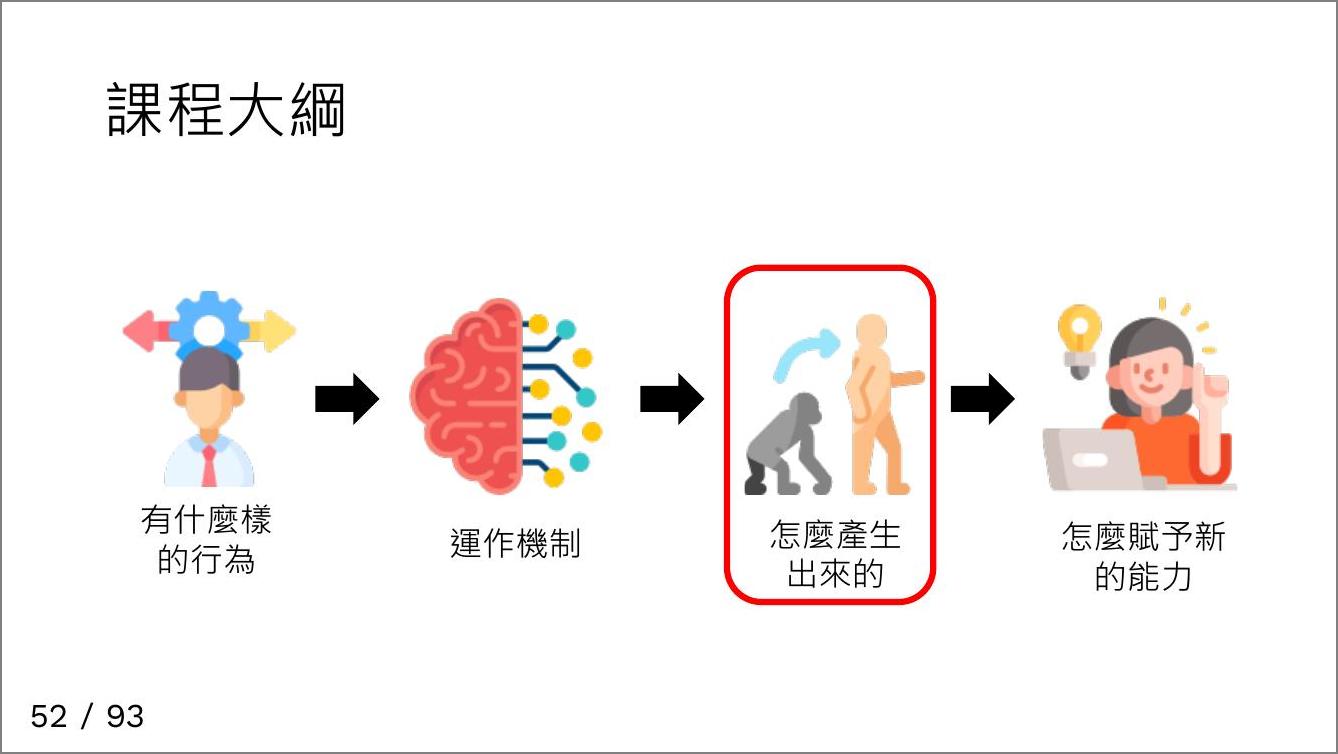 課程大綱
有什麼樣
的行為
運作機制
怎麼產生
出來的
怎麼賦予新
的能力
52 / 93